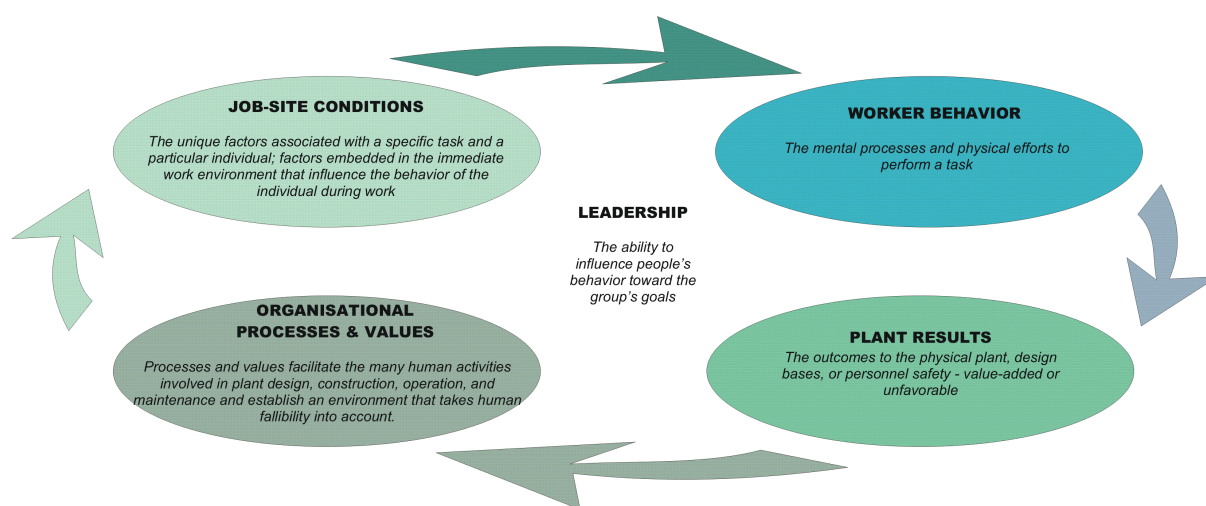 JOB-SITE CONDITIONS
The unique factors associated with a specific task and a
particular individual; factors embedded in the immediate
work environment that influence the behavior of the
individual during work
WORKER BEHAVIOR
The mental processes and physical efforts to
perform a task
LEADERSHIP
The ability to
influence people's
behavior toward the
group's goals
ORGANISATIONAL
PROCESSES & VALUES
Processes and values facilitate the many human activities
involved in plant design, construction, operation, and
maintenance and establish an environment that takes human
fallibility into account.
PLANT RESULTS
The outcomes to the physical plant, design
bases, or personnel safety - value-added or
unfavorable